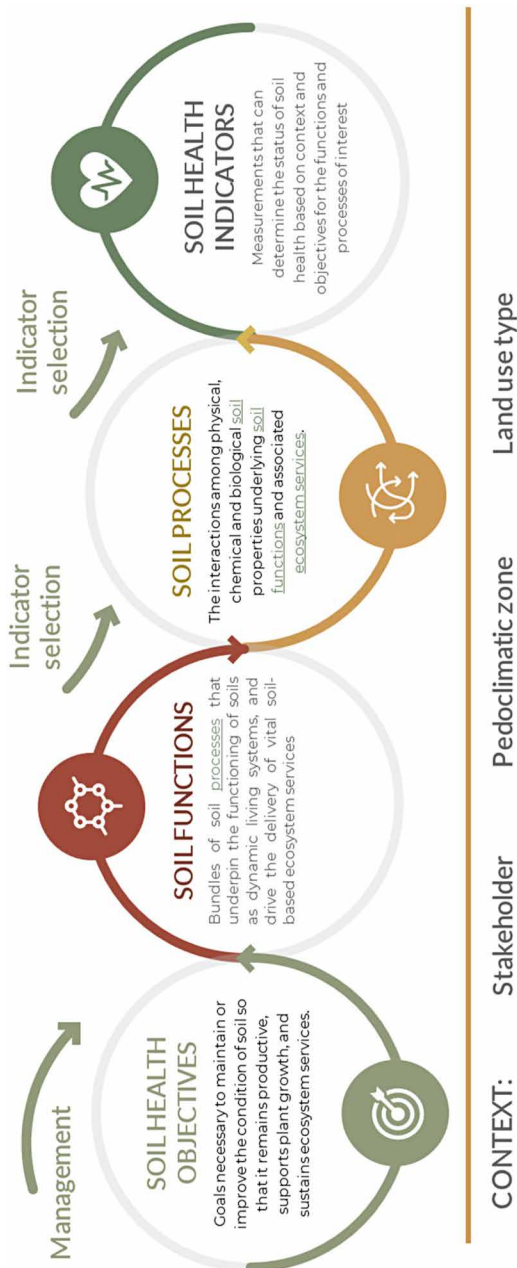 Management
Indicator
selection
Indicator
selection
SOIL HEALTH
OBJECTIVES
Goals necessary to maintain or
improve the condition of soil so
that it remains productive,
supports plant growth, and
sustains ecosystem services.
SOIL FUNCTIONS
Bundles of soil processes that
underpin the functioning of soils
as dynamic living systems, and
drive the delivery of vital soil-
based ecosystem services
SOIL PROCESSES
The interactions among physical,
chemical and biological soil
properties underlying soil
functions and associated
ecosystem services.
SOIL HEALTH
INDICATORS
Measurements that can
determine the status of soil
health based on context and
objectives for the functions and
processes of interest
CONTEXT:
Stakeholder
Pedoclimatic zone
Land use type